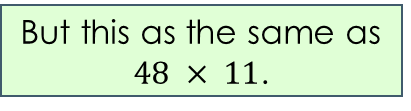 But this as the same as
48 × 11.